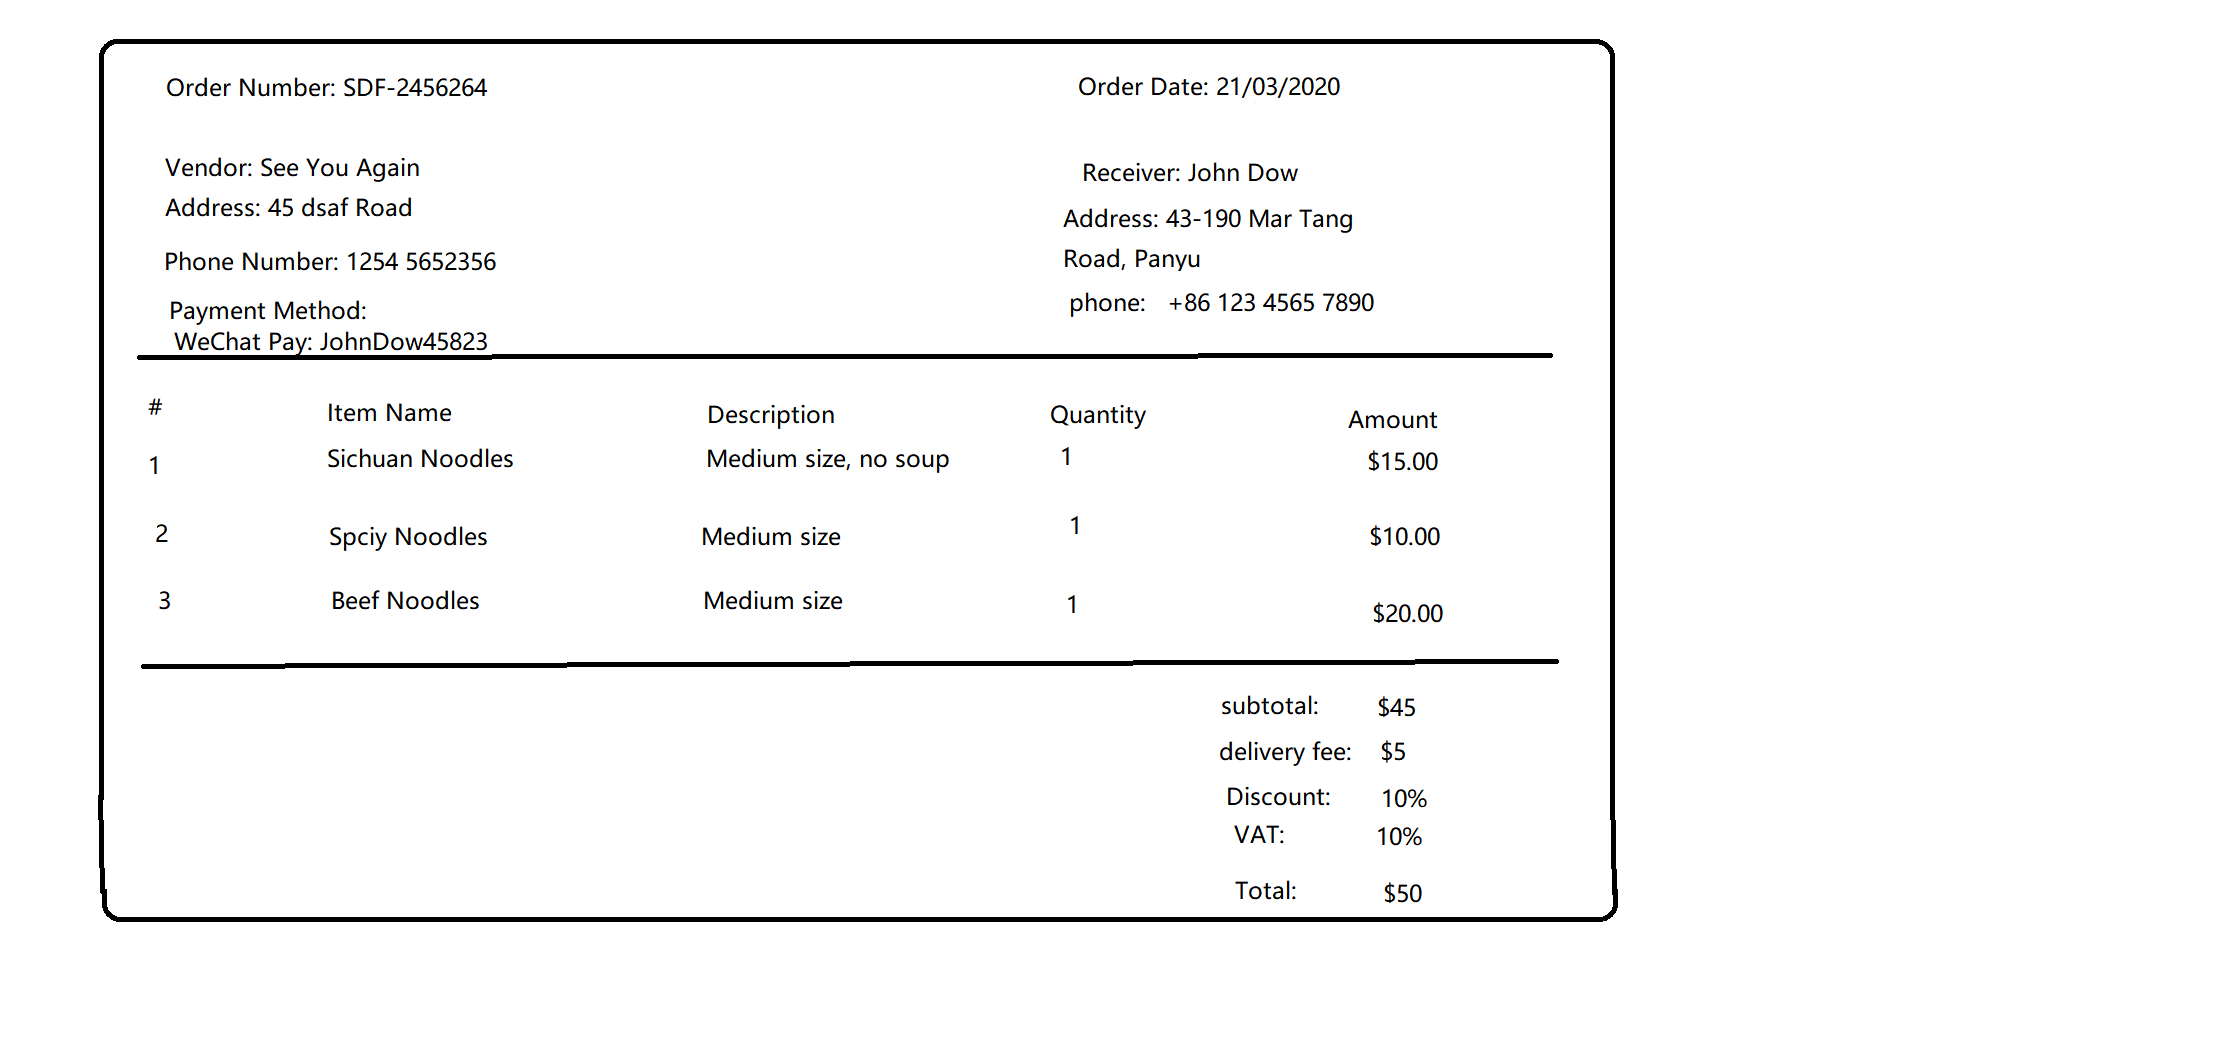 Order Number: SDF-2456264
Order Date: 21/03/2020
Vendor: See You Again
Address: 45 dsaf Road
Phone Number: 1254 5652356
Payment Method:
WeChat Pay: JohnDow45823
Receiver: John Dow
Address: 43-190 Mar Tang
Road, Panyu
phone: +86 123 4565 7890
# Item Name Description Quantity Amount
1 Sichuan Noodles Medium size, no soup 1 $15.00
2 Spciy Noodles Medium size 1 $10.00
3 Beef Noodles Medium size 1 $20.00
subtotal: $45
delivery fee: $5
Discount: 10%
VAT: 10%
Total: $50